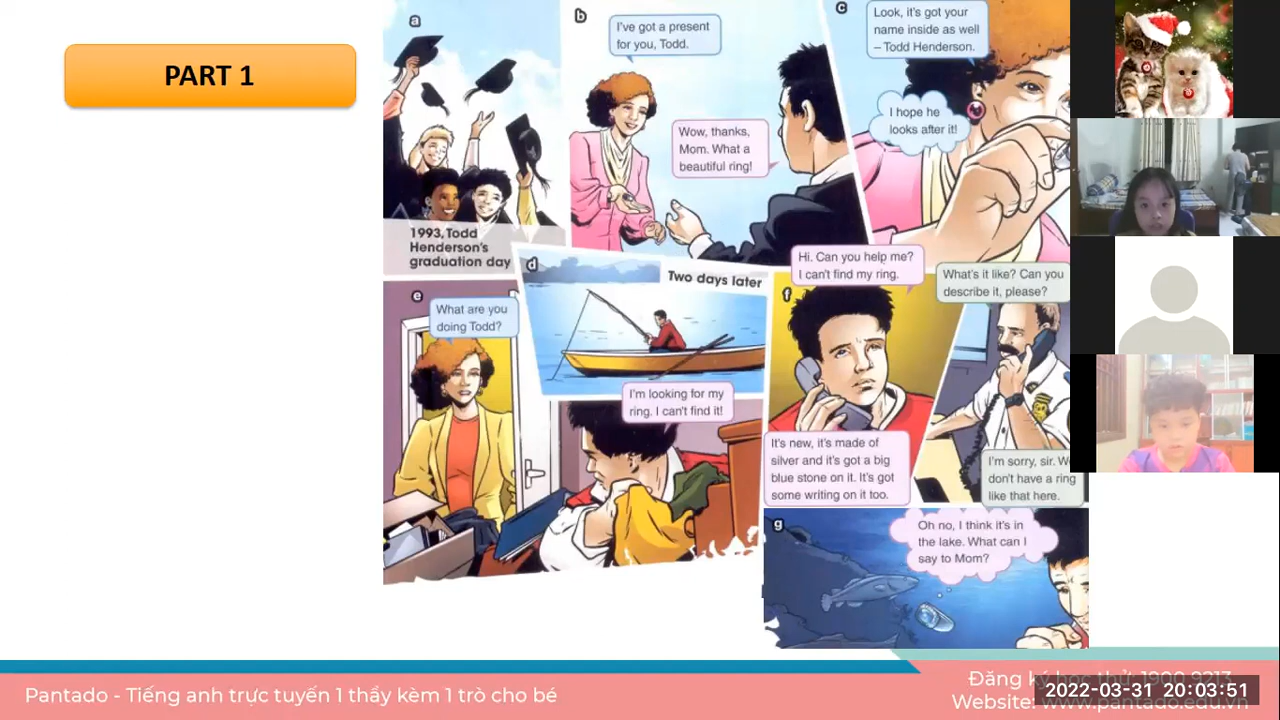 PART 1
a
1993, Todd
Henderson's
graduation day
b
I've got a present
for you, Todd.
Wow, thanks,
Mom. What a
beautiful ring!
c
Look, it's got your
name inside as well
– Todd Henderson.
I hope he
looks after it!
d
Two days later
e
What are you
doing Todd?
I'm looking for my
ring. I can't find it!
f
Hi. Can you help me?
I can't find my ring.
What's it like? Can you
describe it, please?
It's new, it's made of
silver and it's got a big
blue stone on it. It's got
some writing on it too.
I'm sorry, sir.
don't have a ring
like that here.
g
Oh no, I think it's in
the lake. What can I
say to Mom?
Pantado - Tiếng anh trực tuyến 1 thầy kèm 1 trò cho bé
Đăng ký học thử: 1900 9213
Website: www.pantado.edu.vn
2022-03-31 20:03:51